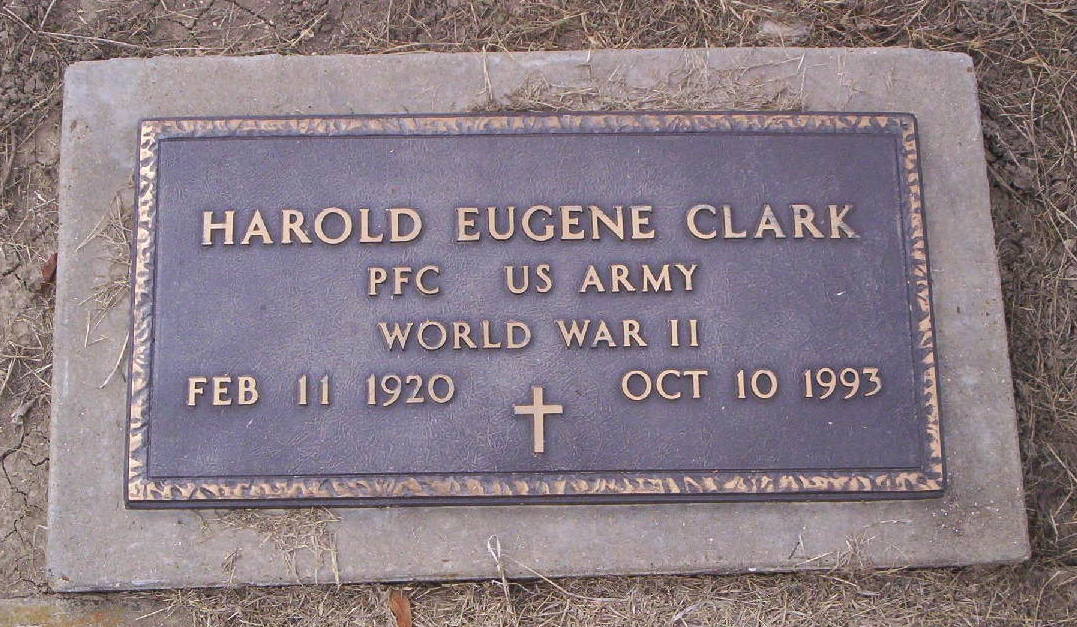 HAROLD EUGENE CLARK
PFC US ARMY
WORLD WAR II
FEB 11 1920 OCT 10 1993